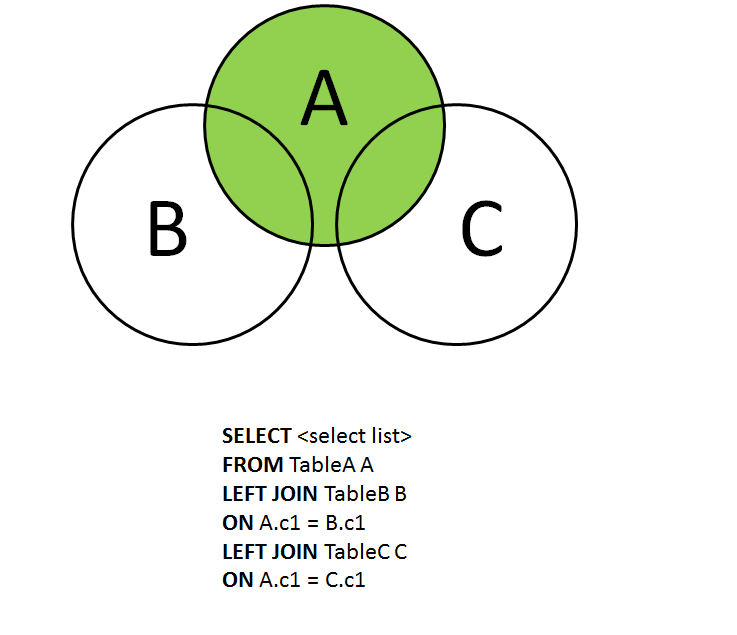 A
B
C
SELECT <select list>
FROM TableA A
LEFT JOIN TableB B
ON A.c1 = B.c1
LEFT JOIN TableC C
ON A.c1 = C.c1